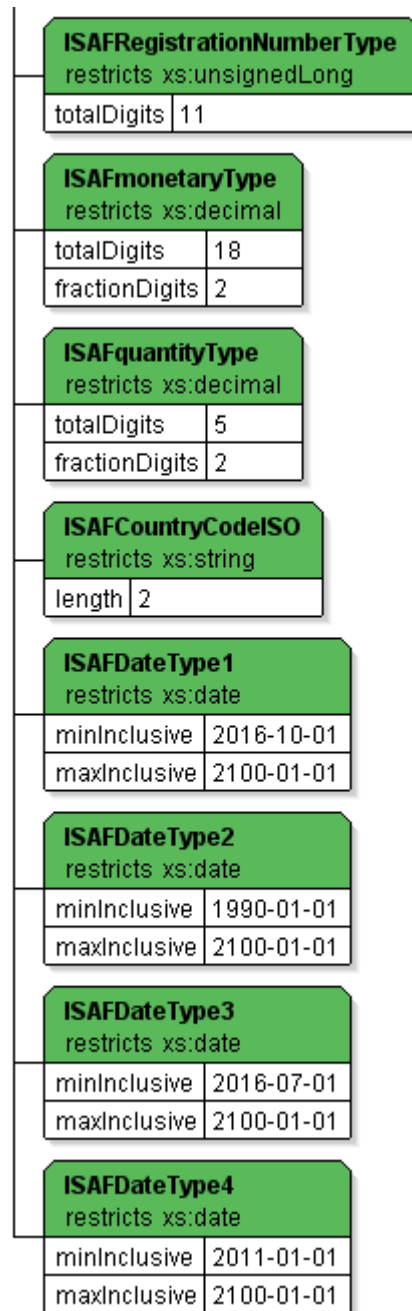 ISAFRegistrationNumberType
restricts xs:unsignedLong
totalDigits 11
ISAFmonetaryType
restricts xs:decimal
totalDigits 18
fractionDigits 2
ISAFquantityType
restricts xs:decimal
totalDigits 5
fractionDigits 2
ISAFCountryCodeISO
restricts xs:string
length 2
ISAFDateType1
restricts xs:date
minInclusive 2016-10-01
maxInclusive 2100-01-01
ISAFDateType2
restricts xs:date
minInclusive 1990-01-01
maxInclusive 2100-01-01
ISAFDateType3
restricts xs:date
minInclusive 2016-07-01
maxInclusive 2100-01-01
ISAFDateType4
restricts xs:date
minInclusive 2011-01-01
maxInclusive 2100-01-01